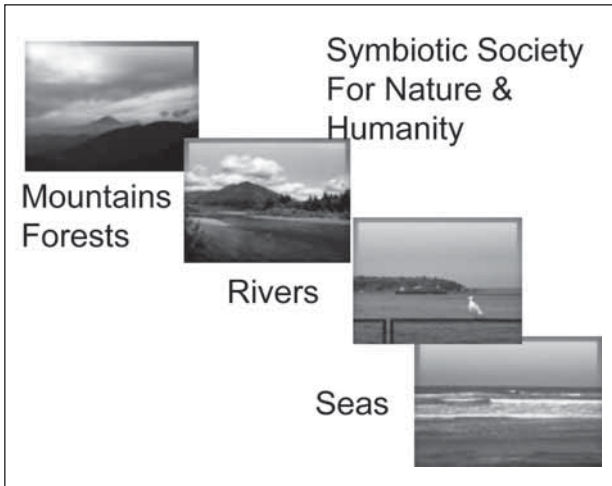 Symbiotic Society
For Nature &
Humanity
Mountains
Forests
Rivers
Seas